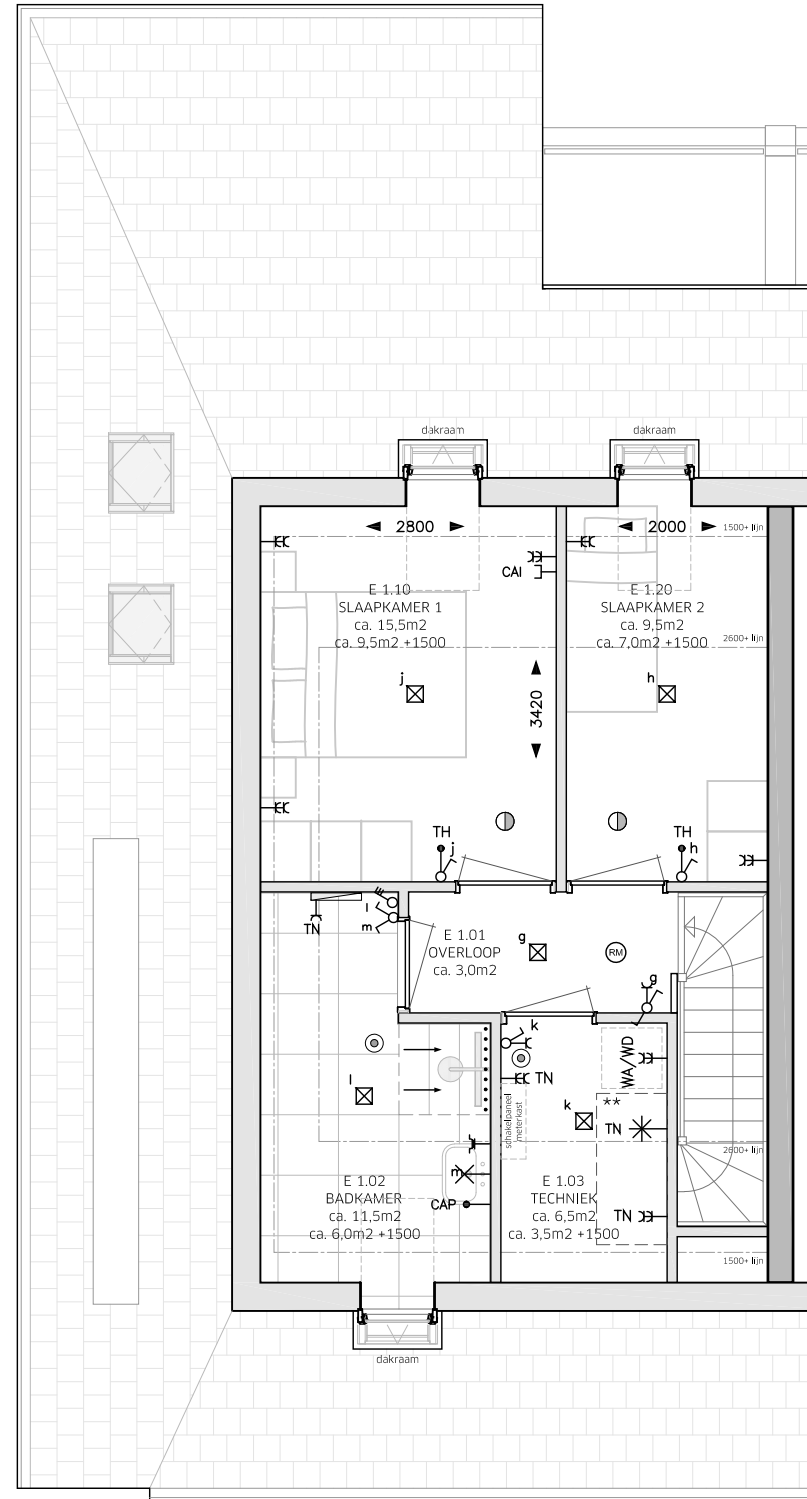 dakraam
dakraam
2800
2000
1500+ lijn
CAI
E 1.10
SLAAPKAMER 1
ca. 15,5m2
ca. 9,5m2 +1500
E 1.20
SLAAPKAMER 2
ca. 9,5m2
ca. 7,0m2 +1500
2600+ lijn
j
h
3420
TH
j
TH
h
l
m
TN
E 1.01
OVERLOOP
ca. 3,0m2
g
RM
g
k
l
TN
WA/WD
schakelpaneel
meterkast
**
k
TN
m
2600+ lijn
E 1.02
BADKAMER
ca. 11,5m2
ca. 6,0m2 +1500
CAP
E 1.03
TECHNIEK
ca. 6,5m2
ca. 3,5m2 +1500
TN
1500+ lijn
dakraam